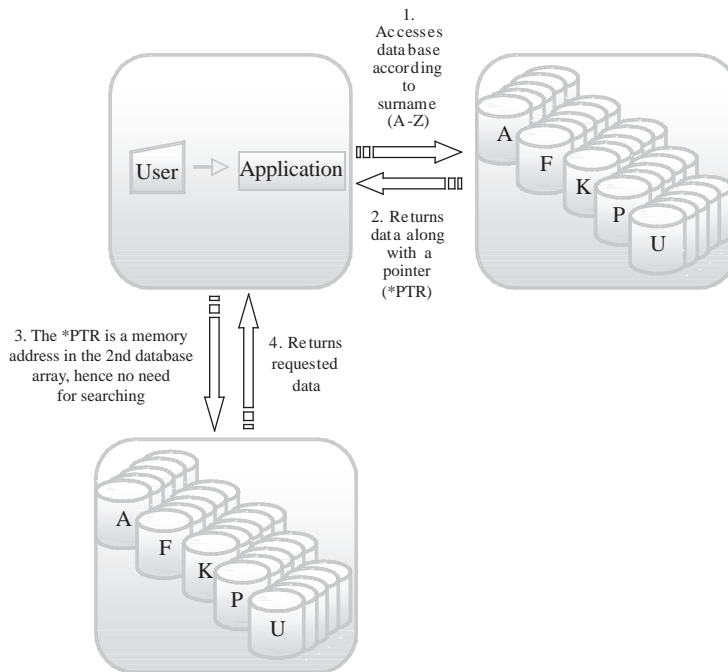 1.
Accesses
database
according
to
surname
(A-Z)
A
F
K
P
U
User
Application
2. Returns
data along
with a
pointer
(*PTR)
3. The *PTR is a memory
address in the 2nd database
array, hence no need
for searching
4. Returns
requested
data
A
F
K
P
U